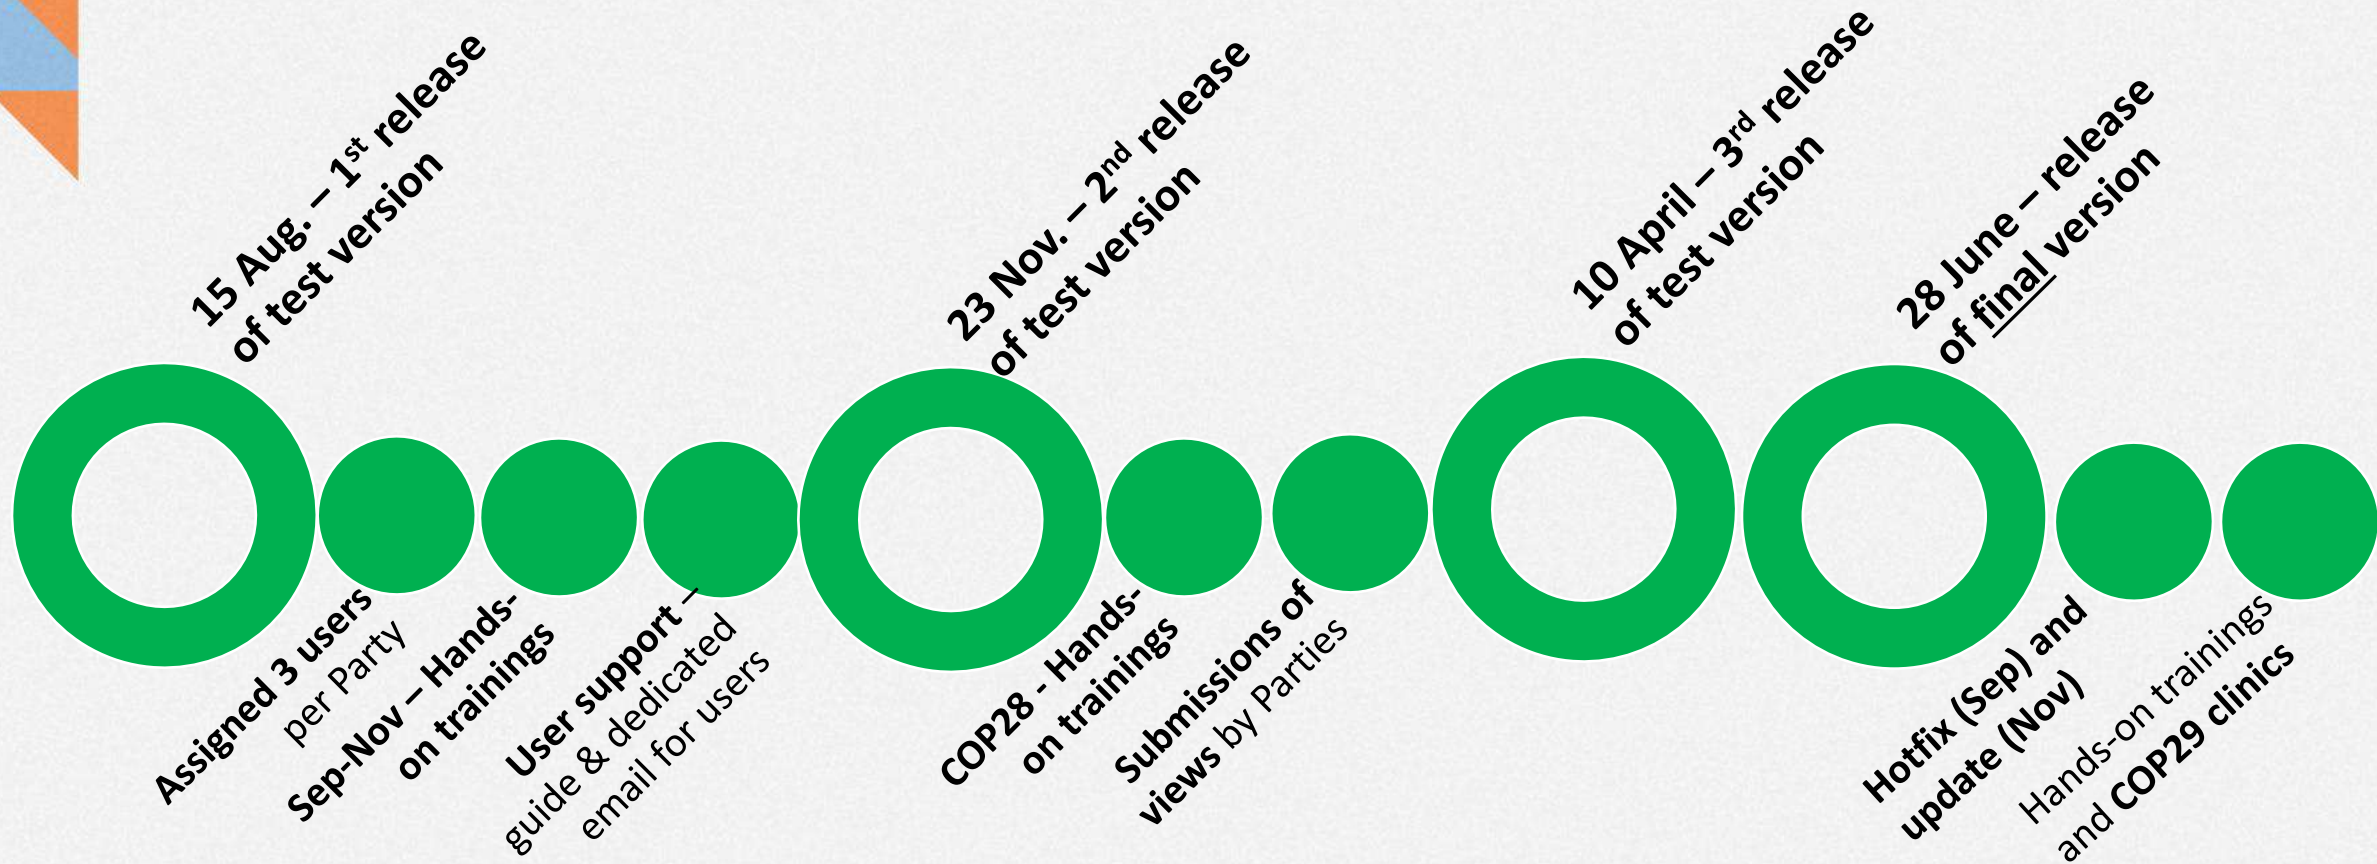 15 Aug. – 1st release
of test version
Assigned 3 users
per Party
Sep-Nov – Hands-
on trainings
User support –
guide & dedicated
email for users
23 Nov. – 2nd release
of test version
COP28 - Hands-
on trainings
Submissions of
views by Parties
10 April – 3rd release
of test version
28 June – release
of final version
Hotfix (Sep) and
update (Nov)
Hands-on trainings
and COP29 clinics